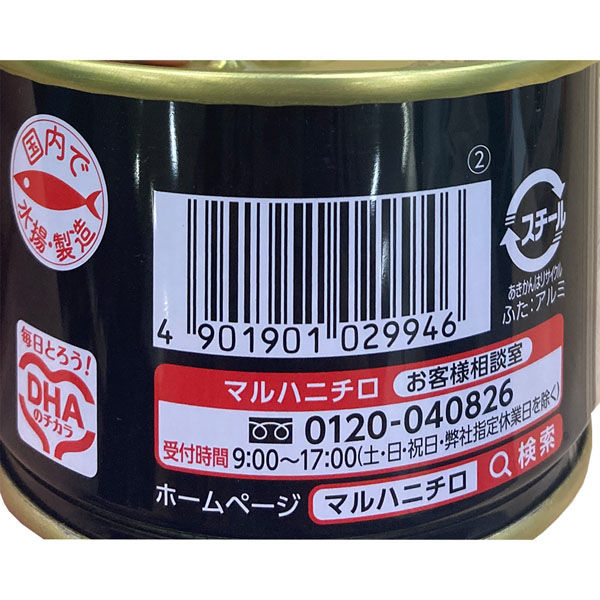 国内で
水揚・製造
②
スチール
あきかんはリサイクル
ふた:アルミ
4 901901 029946
毎日とろう!
DHA
のチカラ
マルハニチロ お客様相談室
0120-040826
受付時間 9:00〜17:00(土・日・祝日・弊社指定休業日を除く)
ホームページ マルハニチロ 検索